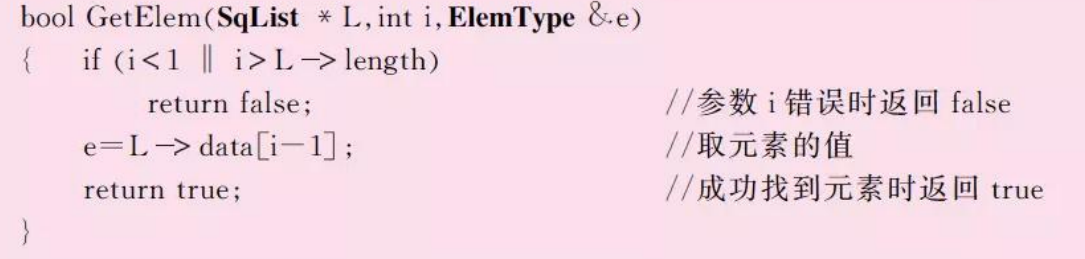 bool GetElem(SqList * L,int i,ElemType &e)
{ if (i<1 ‖ i>L->length)
return false; //参数 i 错误时返回 false
e=L->data[i-1]; //取元素的值
return true; //成功找到元素时返回 true
}